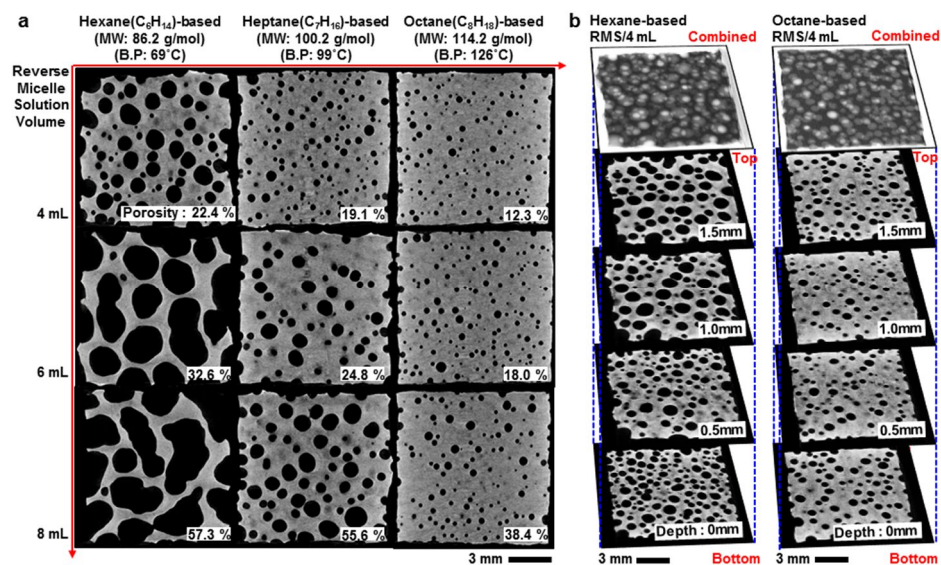 a
Hexane(C₆H₁₄)-based
(MW: 86.2 g/mol)
(B.P: 69˚C)
Heptane(C₇H₁₆)-based
(MW: 100.2 g/mol)
(B.P: 99˚C)
Octane(C₈H₁₈)-based
(MW: 114.2 g/mol)
(B.P: 126˚C)
Reverse
Micelle
Solution
Volume
4 mL
Porosity : 22.4 %
19.1 %
12.3 %
6 mL
32.6 %
24.8 %
18.0 %
8 mL
57.3 %
55.6 %
38.4 %
3 mm
b
Hexane-based
RMS/4 mL
Combined
Top
1.5mm
1.0mm
0.5mm
Depth : 0mm
3 mm
Bottom
Octane-based
RMS/4 mL
Combined
Top
1.5mm
1.0mm
0.5mm
Depth : 0mm
3 mm
Bottom